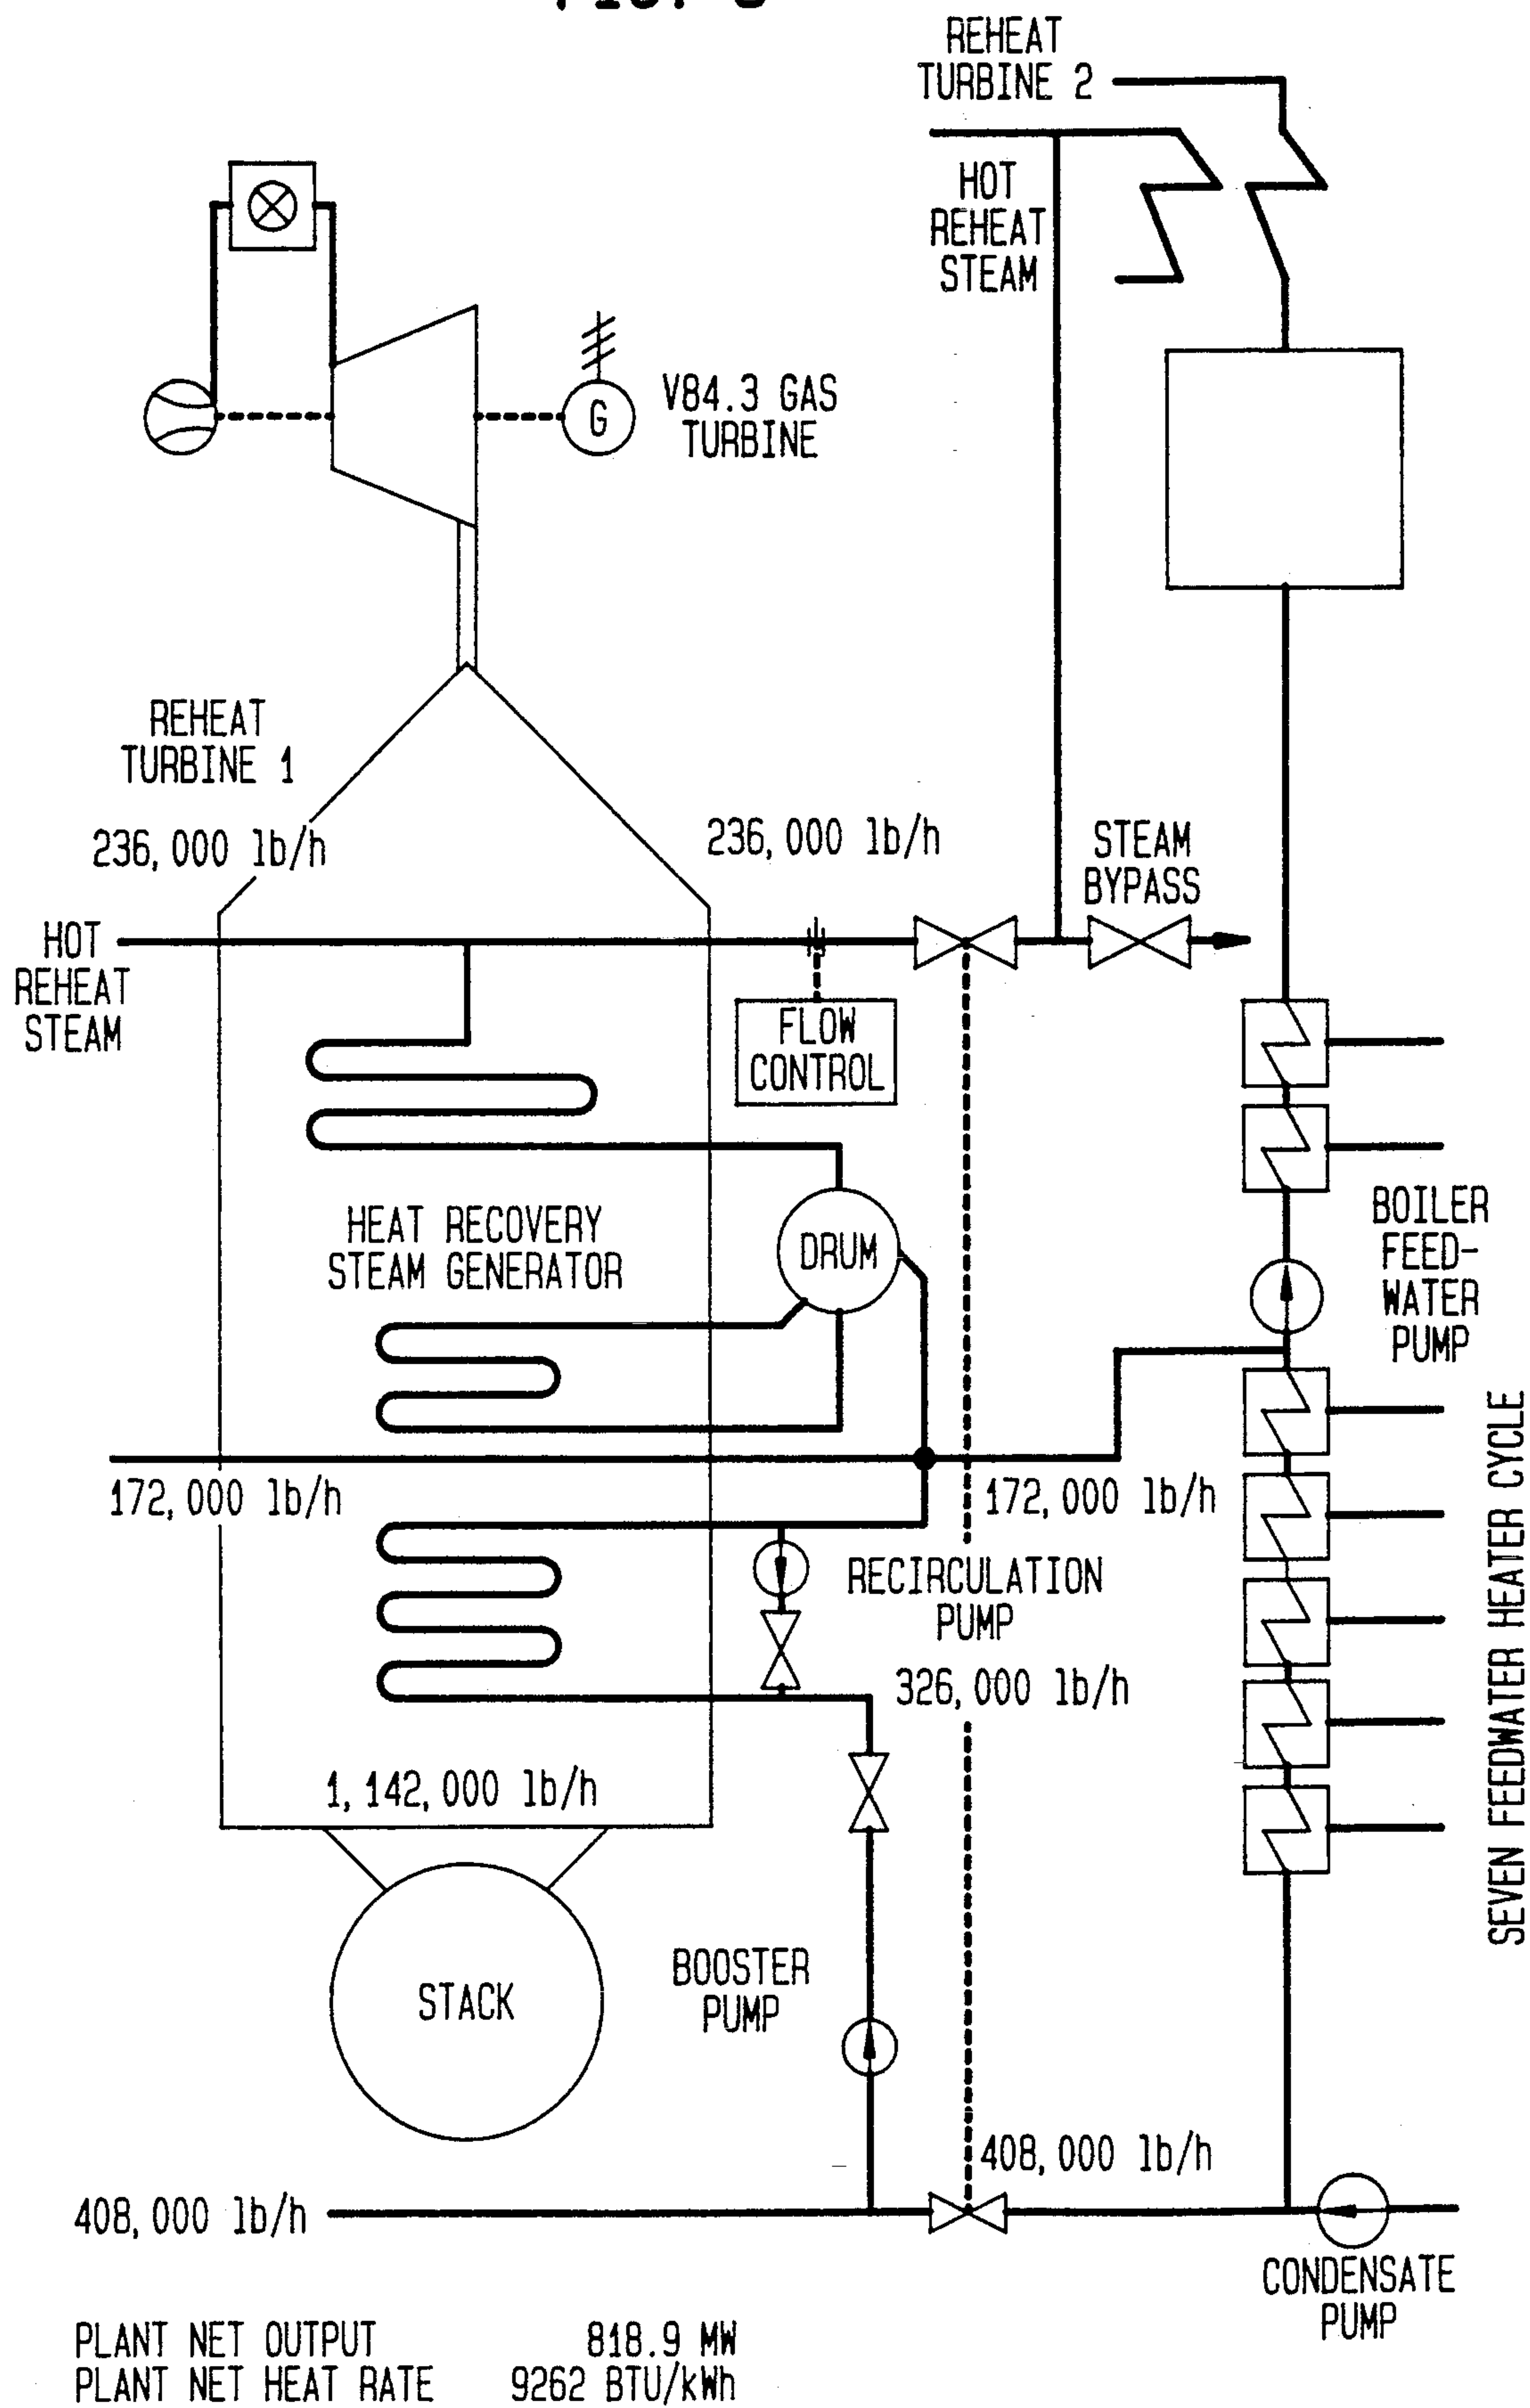 REHEAT
TURBINE 2
HOT
REHEAT
STEAM
G
V84.3 GAS
TURBINE
REHEAT
TURBINE 1
236,000 lb/h
236,000 lb/h
STEAM
BYPASS
HOT
REHEAT
STEAM
FLOW
CONTROL
HEAT RECOVERY
STEAM GENERATOR
DRUM
BOILER
FEED-
WATER
PUMP
172,000 lb/h
172,000 lb/h
RECIRCULATION
PUMP
326,000 lb/h
SEVEN FEEDWATER HEATER CYCLE
1,142,000 lb/h
STACK
BOOSTER
PUMP
408,000 lb/h
408,000 lb/h
CONDENSATE
PUMP
PLANT NET OUTPUT 818.9 MW
PLANT NET HEAT RATE 9262 BTU/kWh